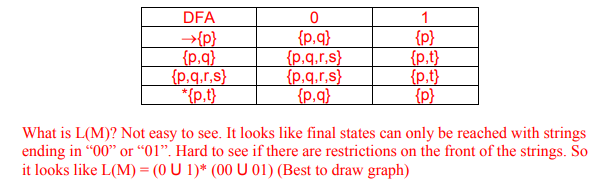 DFA 0 1
→{p} {p,q} {p}
{p,q} {p,q,r,s} {p,t}
{p,q,r,s} {p,q,r,s} {p,t}
*{p,t} {p,q} {p}
What is L(M)? Not easy to see. It looks like final states can only be reached with strings
ending in “00” or “01”. Hard to see if there are restrictions on the front of the strings. So
it looks like L(M) = (0 U 1)* (00 U 01) (Best to draw graph)